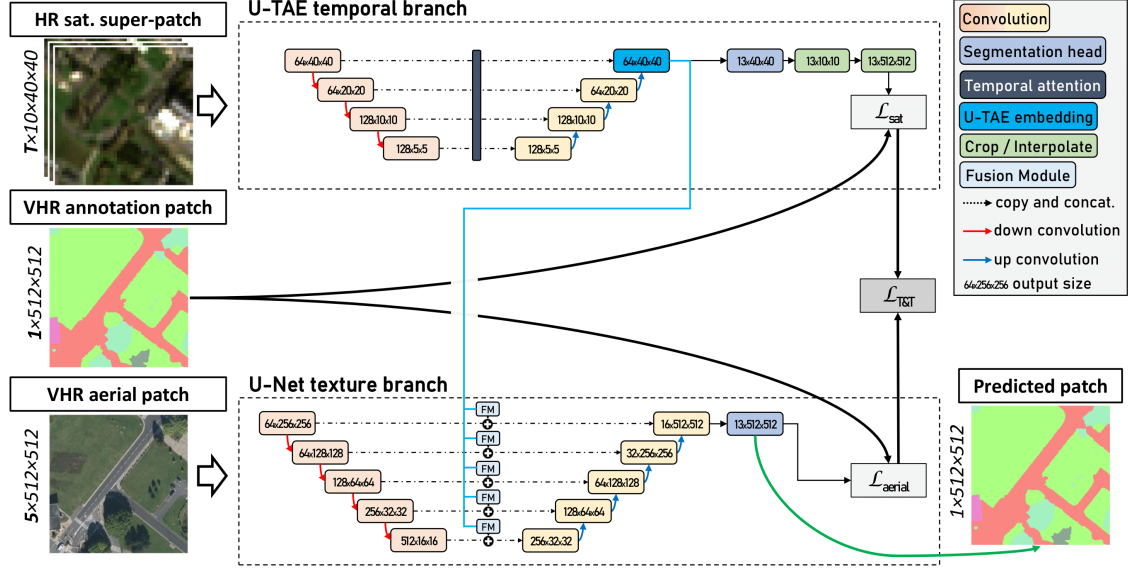 HR sat. super-patch
T×10×40×40
U-TAE temporal branch
64x40x40
64x20x20
128x10x10
128x5x5
128x5x5
128x10x10
64x20x20
64x40x40
13x40x40
13x10x10
13x512x512
ℒsat
VHR annotation patch
1×512×512
ℒT&T
VHR aerial patch
5×512×512
U-Net texture branch
64x256x256
64x128x128
128x64x64
256x32x32
512x16x16
FM
FM
FM
FM
FM
256x32x32
128x64x64
64x128x128
32x256x256
16x512x512
13x512x512
ℒaerial
Predicted patch
1×512×512
Convolution
Segmentation head
Temporal attention
U-TAE embedding
Crop / Interpolate
Fusion Module
copy and concat.
down convolution
up convolution
64x256x256 output size